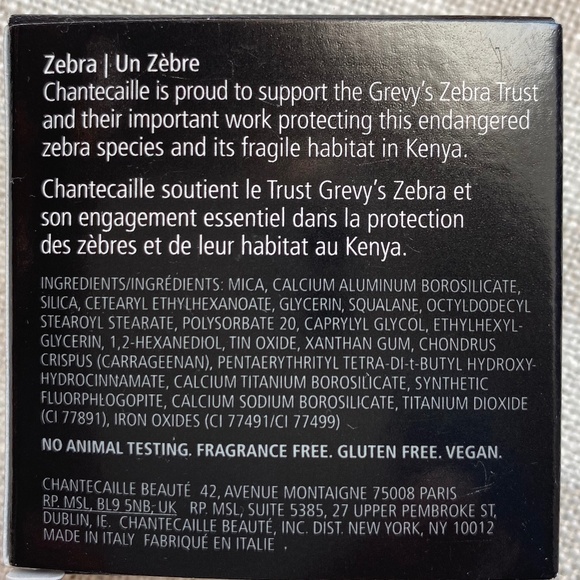 Zebra | Un Zèbre
Chantecaille is proud to support the Grevy's Zebra Trust
and their important work protecting this endangered
zebra species and its fragile habitat in Kenya.
Chantecaille soutient le Trust Grevy's Zebra et
son engagement essentiel dans la protection
des zèbres et de leur habitat au Kenya.
INGREDIENTS/INGRÉDIENTS: MICA, CALCIUM ALUMINUM BOROSILICATE,
SILICA, CETEARYL ETHYLHEXANOATE, GLYCERIN, SQUALANE, OCTYLDODECYL
STEAROYL STEARATE, POLYSORBATE 20, CAPRYLYL GLYCOL, ETHYLHEXYL-
GLYCERIN, 1,2-HEXANEDIOL, TIN OXIDE, XANTHAN GUM, CHONDRUS
CRISPUS (CARRAGEENAN), PENTAERYTHRITYL TETRA-DI-t-BUTYL HYDROXY-
HYDROCINNAMATE, CALCIUM TITANIUM BOROSILICATE, SYNTHETIC
FLUORPHLOGOPITE, CALCIUM SODIUM BOROSILICATE, TITANIUM DIOXIDE
(CI 77891), IRON OXIDES (CI 77491/CI 77499)
NO ANIMAL TESTING. FRAGRANCE FREE. GLUTEN FREE. VEGAN.
CHANTECAILLE BEAUTÉ 42, AVENUE MONTAIGNE 75008 PARIS
RP. MSL, BL9 5NB; UK RP. MSL, SUITE 5385, 27 UPPER PEMBROKE ST,
DUBLIN, IE. CHANTECAILLE BEAUTÉ, INC. DIST. NEW YORK, NY 10012
MADE IN ITALY FABRIQUÉ EN ITALIE